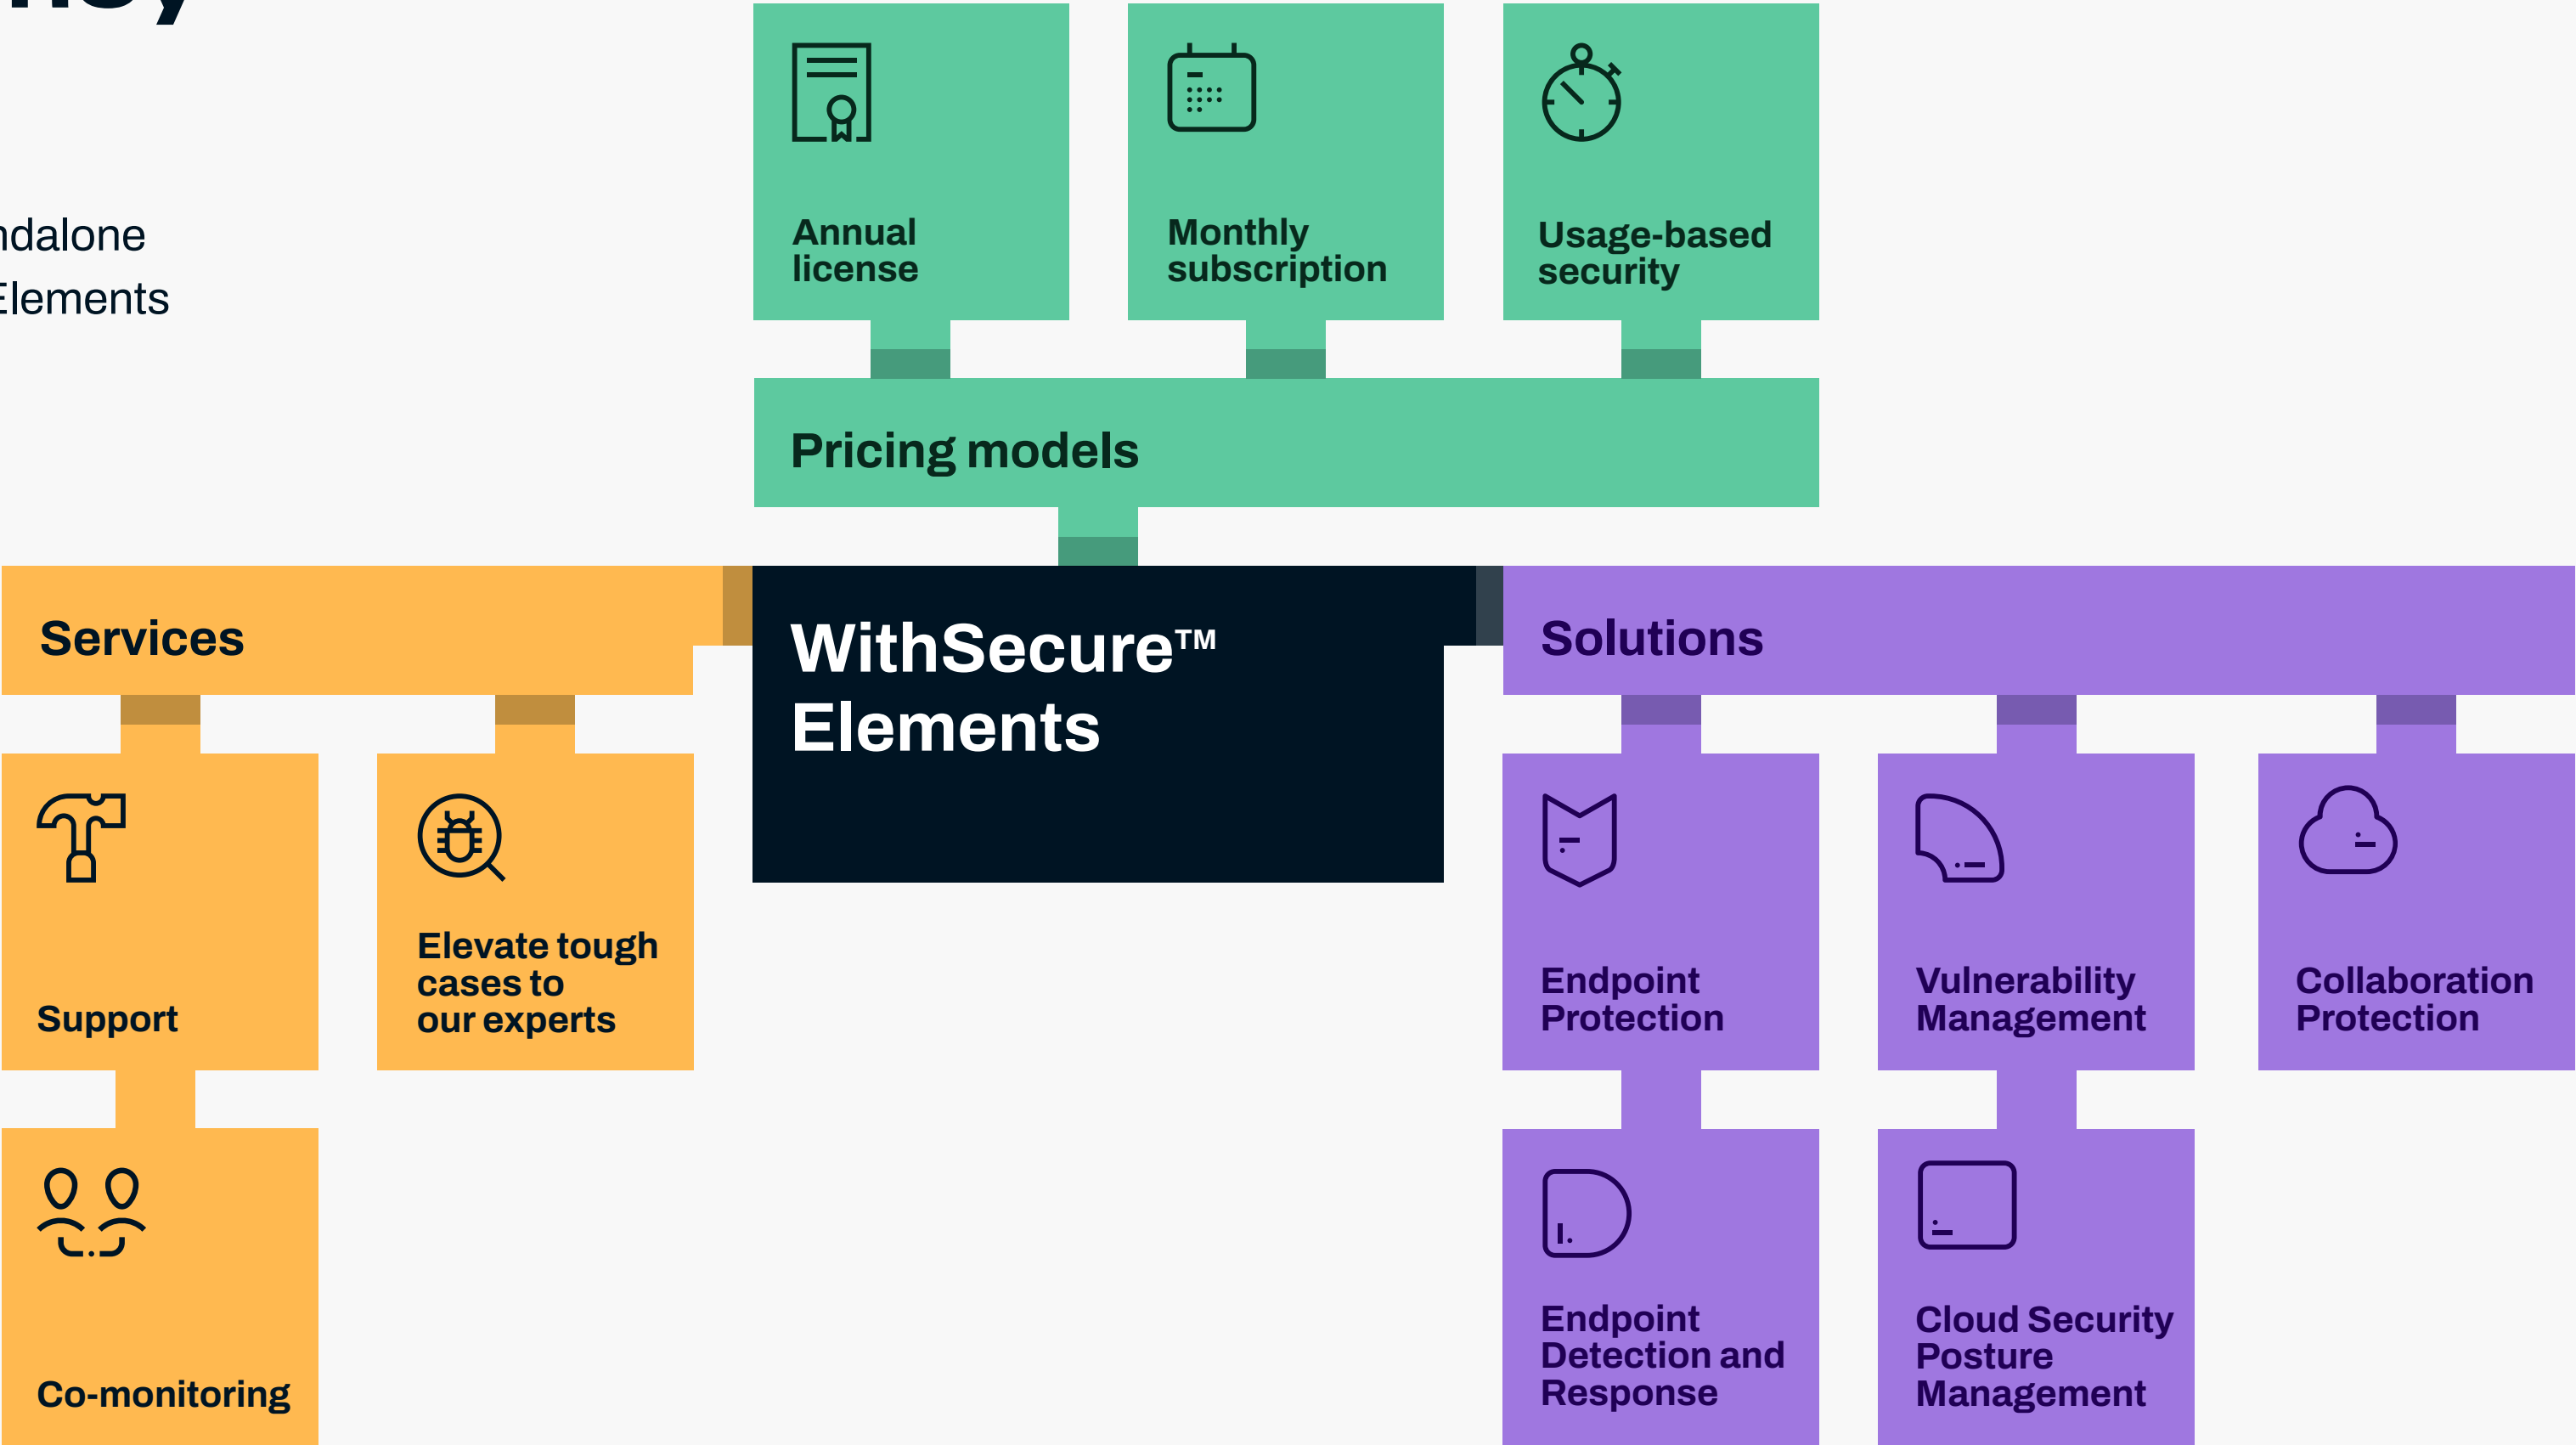 ndalone
Elements
Annual
license
Monthly
subscription
Usage-based
security
Pricing models
Services
WithSecure™
Elements
Solutions
Support
Elevate tough
cases to
our experts
Endpoint
Protection
Vulnerability
Management
Collaboration
Protection
Co-monitoring
Endpoint
Detection and
Response
Cloud Security
Posture
Management